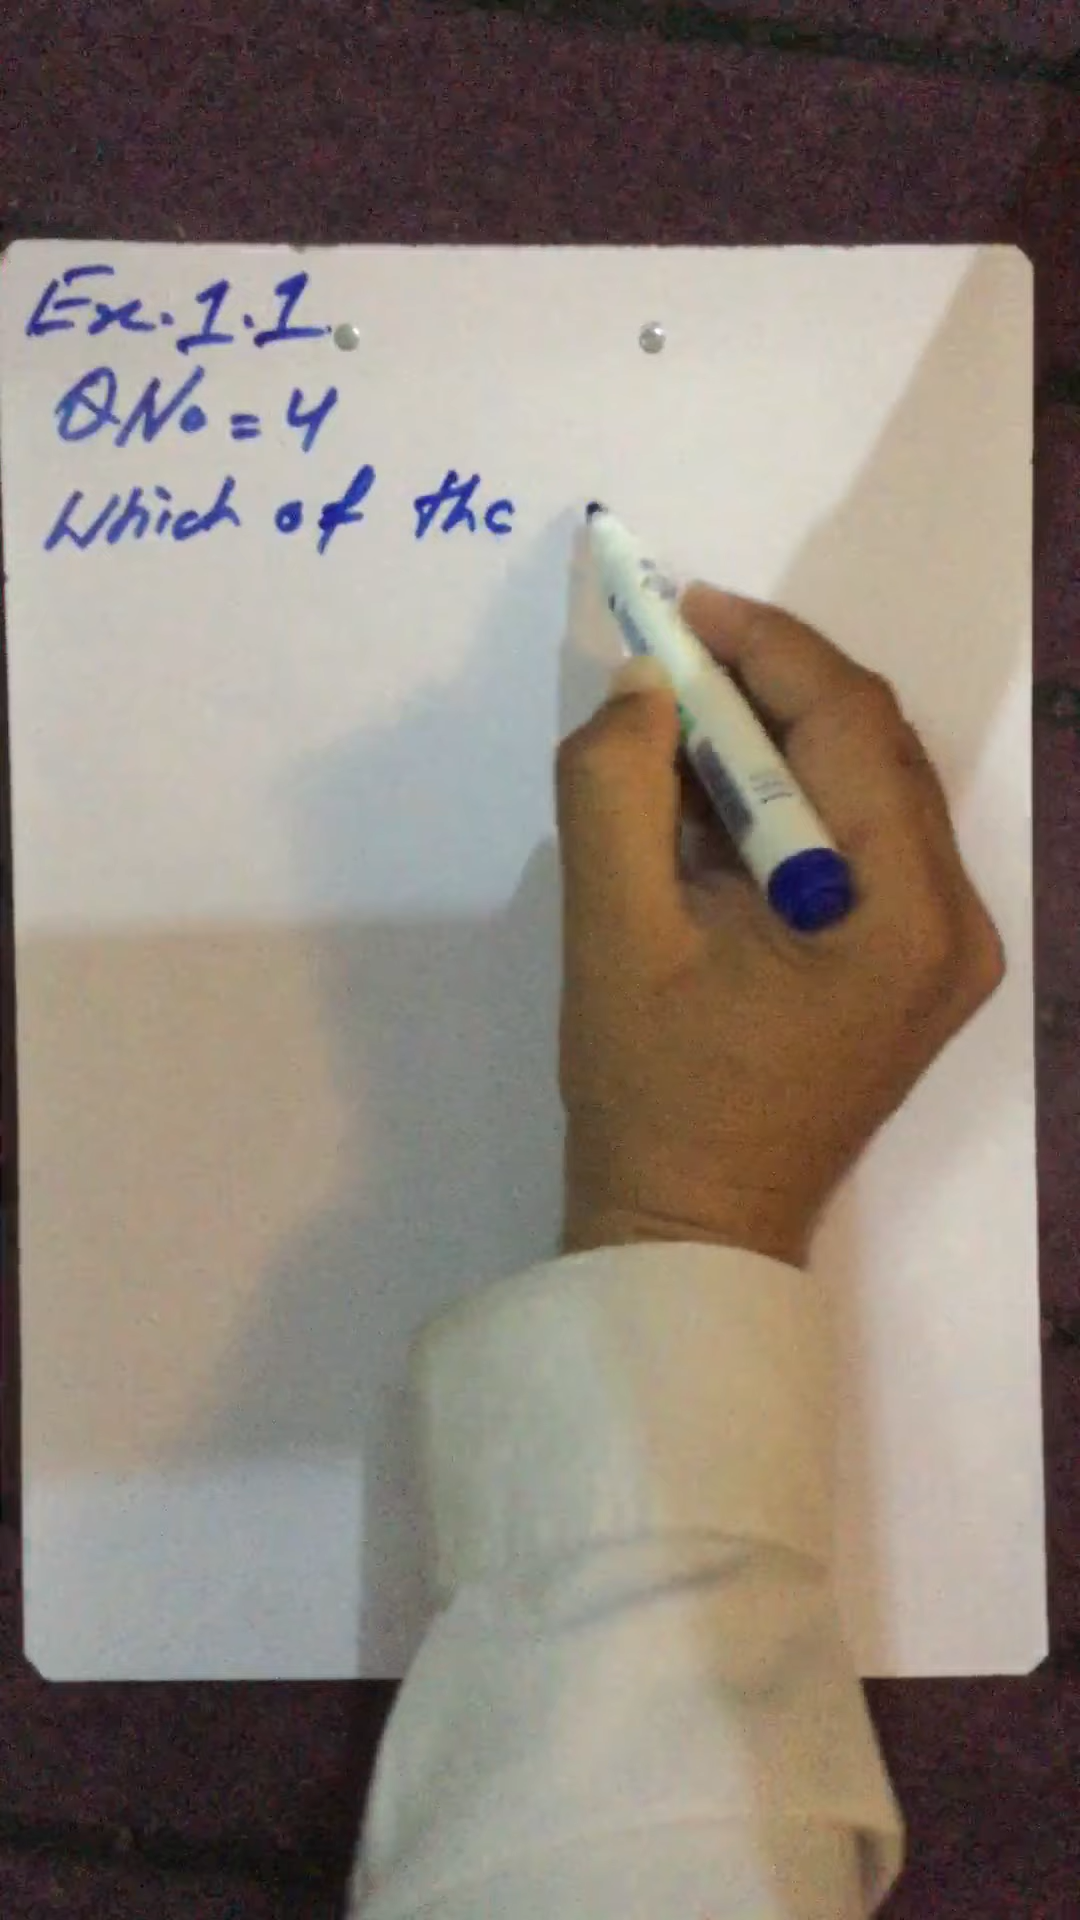 Ex. 1.1.
QNo = 4
Which of the